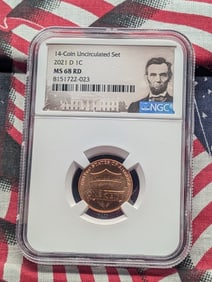 14-Coin Uncirculated Set
2021 D 1C
MS 68 RD
8151722-023
NGC